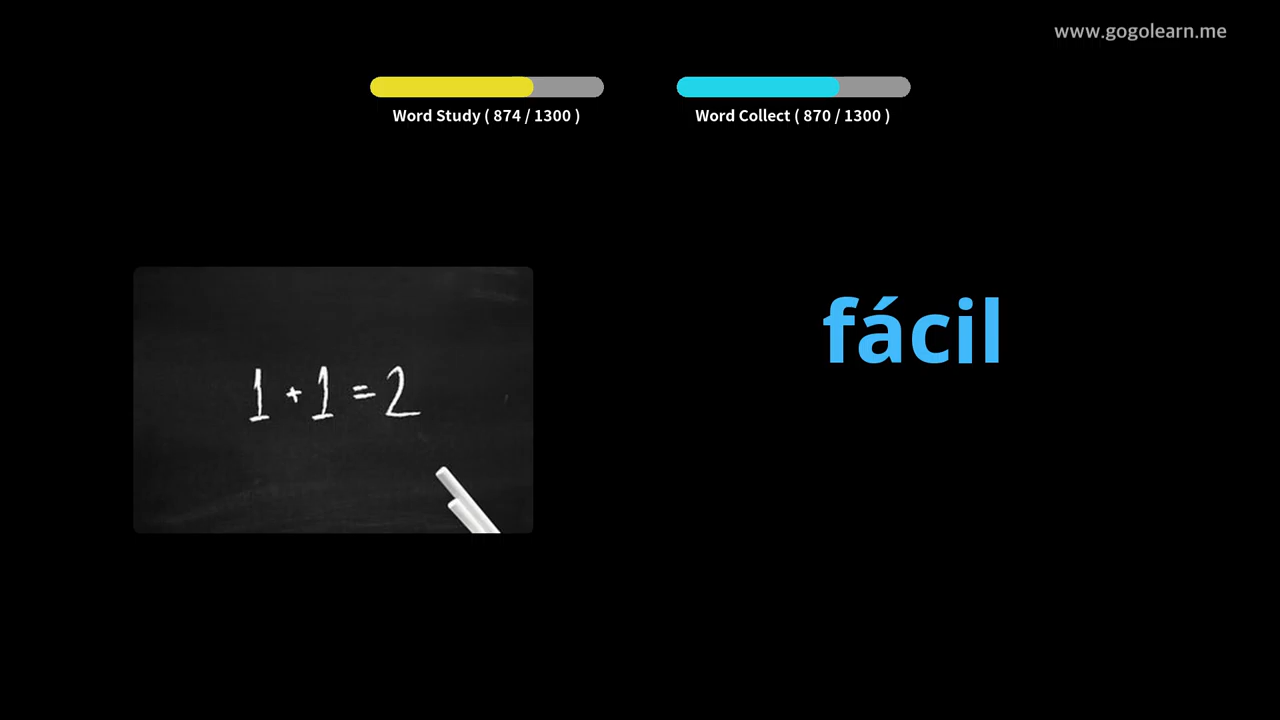 www.gogolearn.me
Word Study ( 874 / 1300 )
Word Collect ( 870 / 1300 )
fácil
1 + 1 = 2